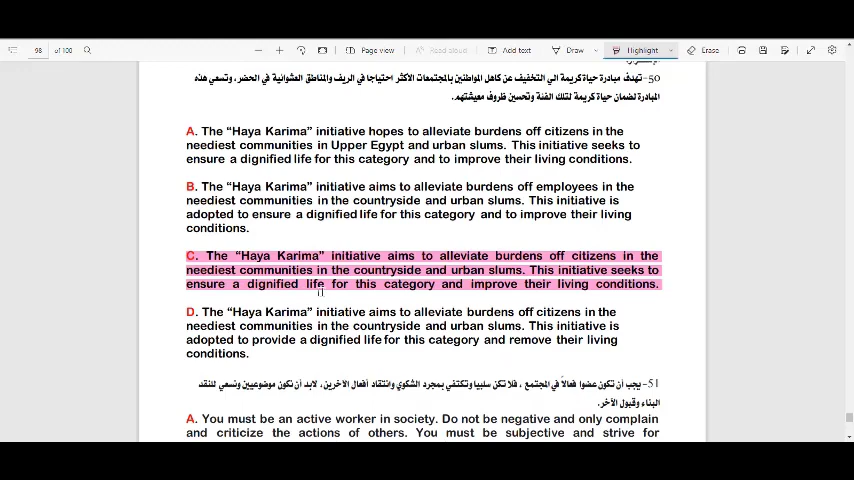 98 of 100
Page view
Read aloud
Add text
Draw
Highlight
Erase
50-تهدف مبادرة حياة كريمة الي التخفيف عن كاهل المواطنين بالمجتمعات الأكثر احتياجا في الريف والمناطق العشوائية في الحضر، وتسعي هذه
المبادرة لضمان حياة كريمة لتلك الفئة وتحسين ظروف معيشتهم.
A. The “Haya Karima” initiative hopes to alleviate burdens off citizens in the
neediest communities in Upper Egypt and urban slums. This initiative seeks to
ensure a dignified life for this category and to improve their living conditions.
B. The “Haya Karima” initiative aims to alleviate burdens off employees in the
neediest communities in the countryside and urban slums. This initiative is
adopted to ensure a dignified life for this category and to improve their living
conditions.
C. The “Haya Karima” initiative aims to alleviate burdens off citizens in the
neediest communities in the countryside and urban slums. This initiative seeks to
ensure a dignified life for this category and improve their living conditions.
D. The “Haya Karima” initiative aims to alleviate burdens off citizens in the
neediest communities in the countryside and urban slums. This initiative is
adopted to provide a dignified life for this category and remove their living
conditions.
51-يجب أن تكون عضوا فعالاً في المجتمع ، فلا تكن سلبيا وتكتفي بمجرد الشكوي وانتقاد أفعال الآخرين، لابد أن نكون موضوعيين ونسعي للنقد
البناء وقبول الآخر.
A. You must be an active worker in society. Do not be negative and only complain
and criticize the actions of others. You must be subjective and strive for